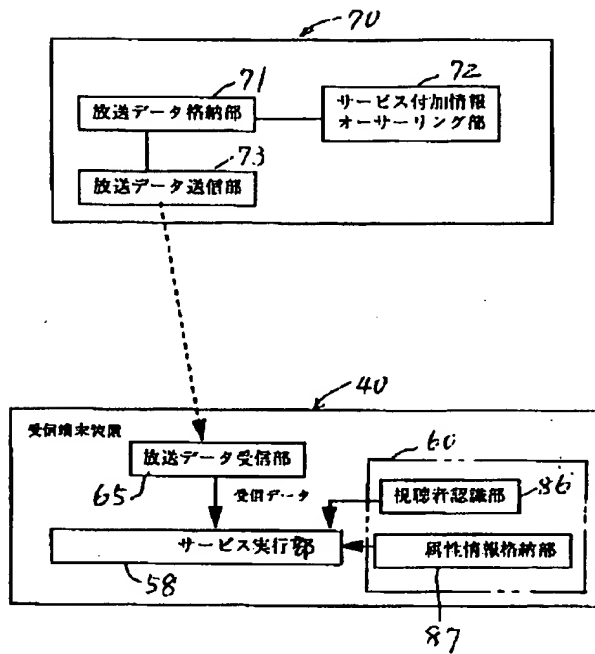 70
71
72
放送データ格納部
サービス付加情報
オーサーリング部
73
放送データ送信部
40
受信端末装置
放送データ受信部
60
65
受信データ
視聴者認識部
86
サービス実行部
属性情報格納部
58
87